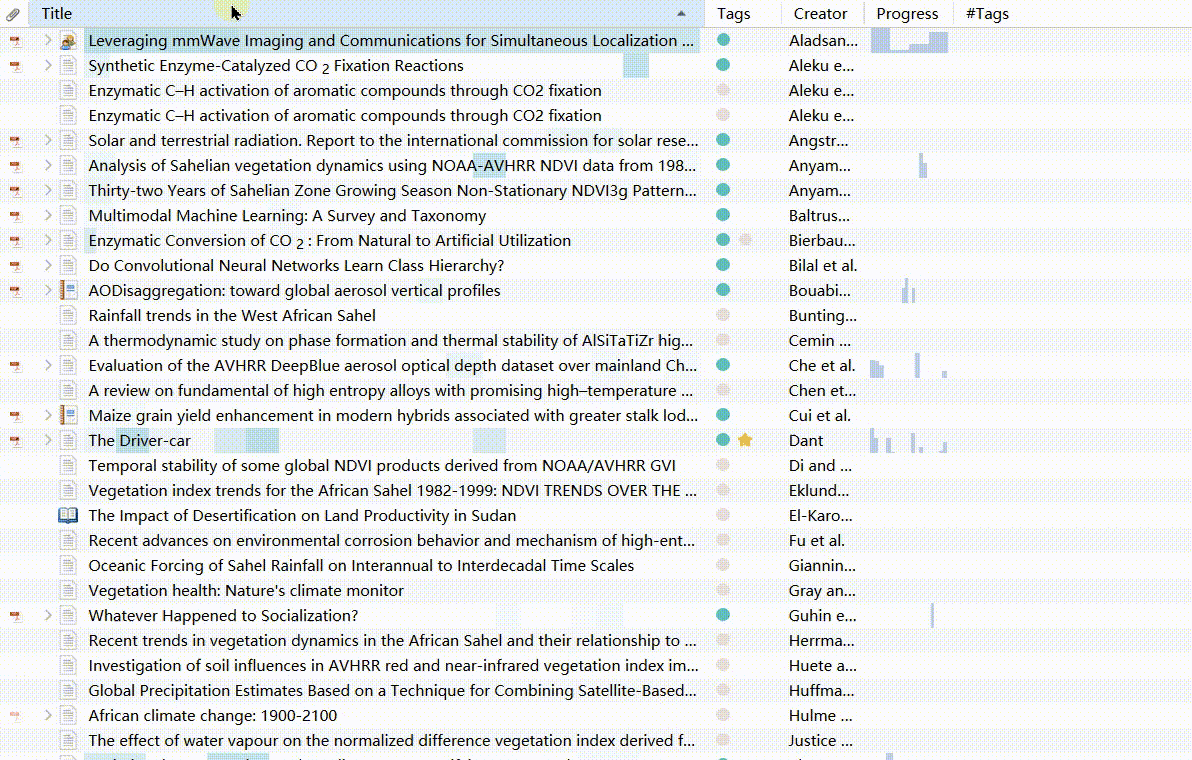 Title Tags Creator Progress #Tags
Leveraging mmWave Imaging and Communications for Simultaneous Localization ... Aladsan...
Synthetic Enzyme-Catalyzed CO 2 Fixation Reactions Aleku e...
Enzymatic C–H activation of aromatic compounds through CO2 fixation Aleku e...
Enzymatic C–H activation of aromatic compounds through CO2 fixation Aleku e...
Solar and terrestrial radiation. Report to the international commission for solar rese... Angstr...
Analysis of Sahelian vegetation dynamics using NOAA-AVHRR NDVI data from 198... Anyam...
Thirty-two Years of Sahelian Zone Growing Season Non-Stationary NDVI3g Pattern... Anyam...
Multimodal Machine Learning: A Survey and Taxonomy Baltrus...
Enzymatic Conversion of CO 2 : From Natural to Artificial Utilization Bierbau...
Do Convolutional Neural Networks Learn Class Hierarchy? Bilal et al.
AODisaggregation: toward global aerosol vertical profiles Bouabi...
Rainfall trends in the West African Sahel Bunting...
A thermodynamic study on phase formation and thermal stability of AlSiTaTiZr hig... Cemin ...
Evaluation of the AVHRR DeepBlue aerosol optical depth dataset over mainland Ch... Che et al.
A review on fundamental of high entropy alloys with promising high–temperature ... Chen et...
Maize grain yield enhancement in modern hybrids associated with greater stalk lod... Cui et al.
The Driver-car Dant
Temporal stability of some global NDVI products derived from NOAA/AVHRR GVI Di and ...
Vegetation index trends for the African Sahel 1982-1999: NDVI TRENDS OVER THE ... Eklund...
The Impact of Desertification on Land Productivity in Sudan El-Karo...
Recent advances on environmental corrosion behavior and mechanism of high-ent... Fu et al.
Oceanic Forcing of Sahel Rainfall on Interannual to Interdecadal Time Scales Giannin...
Vegetation health: Nature's climate monitor Gray an...
Whatever Happened to Socialization? Guhin e...
Recent trends in vegetation dynamics in the African Sahel and their relationship to ... Herrma...
Investigation of soil influences in AVHRR red and near-infrared vegetation index im... Huete a...
Global Precipitation Estimates Based on a Technique for Combining Satellite-Based... Huffma...
African climate change: 1900-2100 Hulme ...
The effect of water vapour on the normalized difference vegetation index derived f... Justice ...